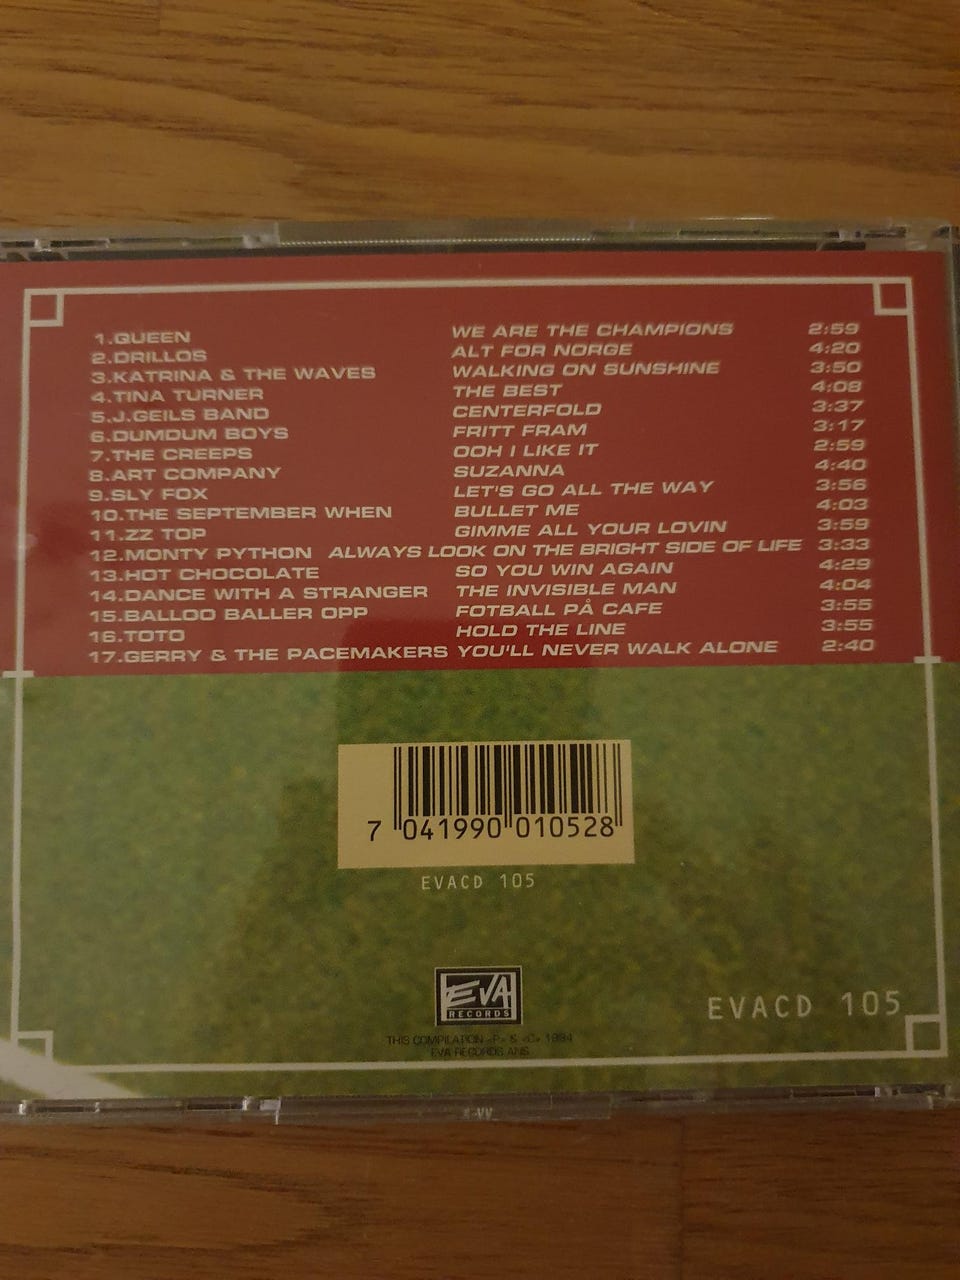 1.QUEEN WE ARE THE CHAMPIONS 2:59
2.DRILLOS ALT FOR NORGE 4:20
3.KATRINA & THE WAVES WALKING ON SUNSHINE 3:50
4.TINA TURNER THE BEST 4:08
5.J.GEILS BAND CENTERFOLD 3:37
6.DUMDUM BOYS FRITT FRAM 3:17
7.THE CREEPS OOH I LIKE IT 2:59
8.ART COMPANY SUZANNA 4:40
9.SLY FOX LET'S GO ALL THE WAY 3:56
10.THE SEPTEMBER WHEN BULLET ME 4:03
11.ZZ TOP GIMME ALL YOUR LOVIN 3:59
12.MONTY PYTHON ALWAYS LOOK ON THE BRIGHT SIDE OF LIFE 3:33
13.HOT CHOCOLATE SO YOU WIN AGAIN 4:29
14.DANCE WITH A STRANGER THE INVISIBLE MAN 4:04
15.BALLOO BALLER OPP FOTBALL PÅ CAFE 3:55
16.TOTO HOLD THE LINE 3:55
17.GERRY & THE PACEMAKERS YOU'LL NEVER WALK ALONE 2:40
7 041990 010528
EVACD 105
EVA
RECORDS
EVACD 105
THIS COMPILATION «P» & «C» 1994
EVA RECORDS ANS